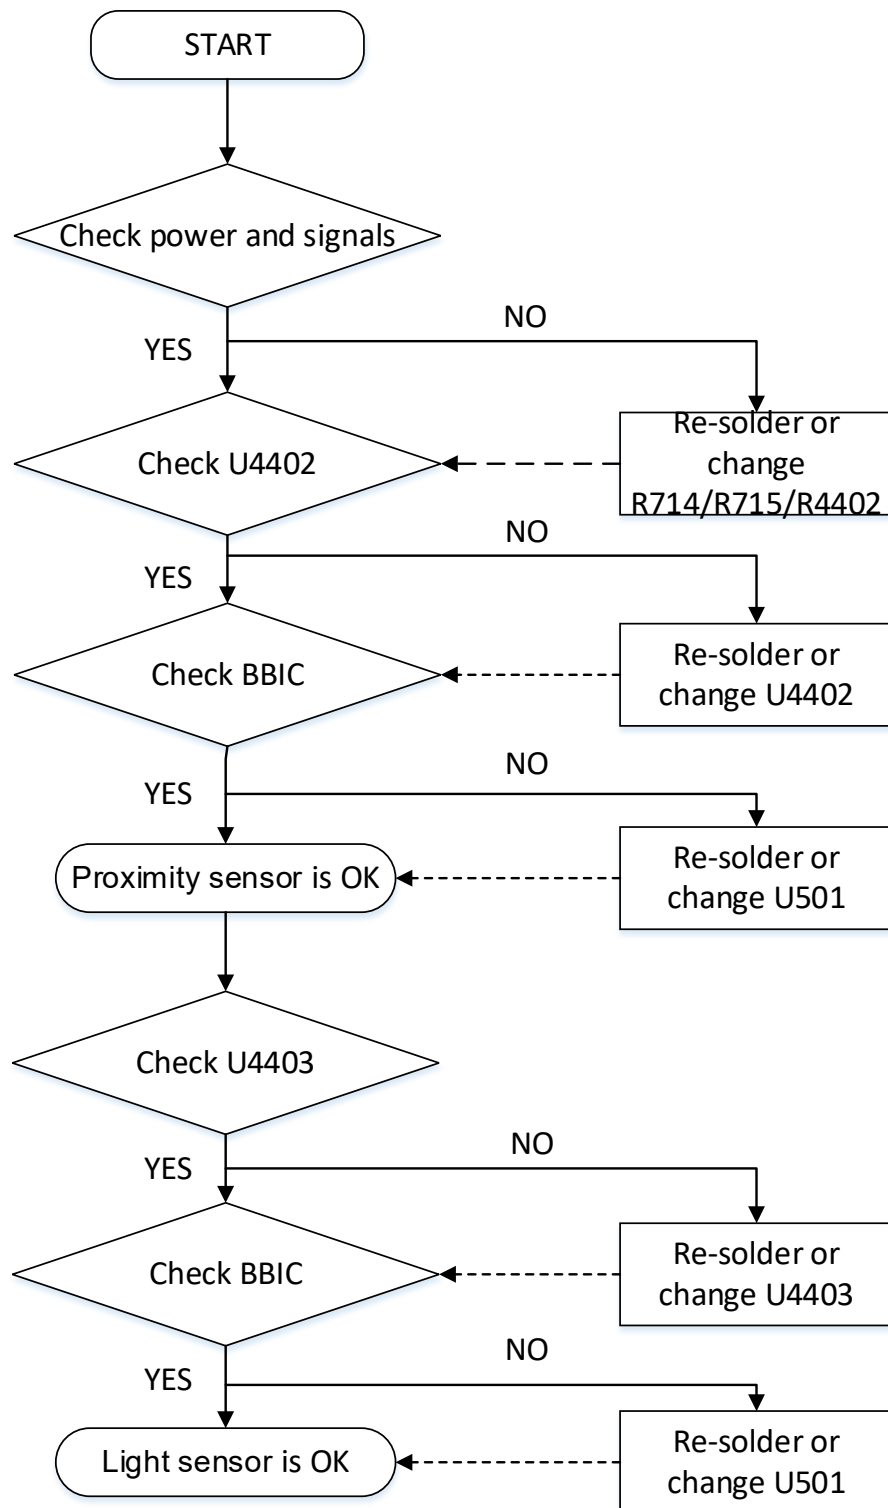 START
Check power and signals
NO
YES
Re-solder or
change
R714/R715/R4402
Check U4402
NO
YES
Re-solder or
change U4402
Check BBIC
NO
YES
Re-solder or
change U501
Proximity sensor is OK
Check U4403
NO
YES
Re-solder or
change U4403
Check BBIC
NO
YES
Re-solder or
change U501
Light sensor is OK